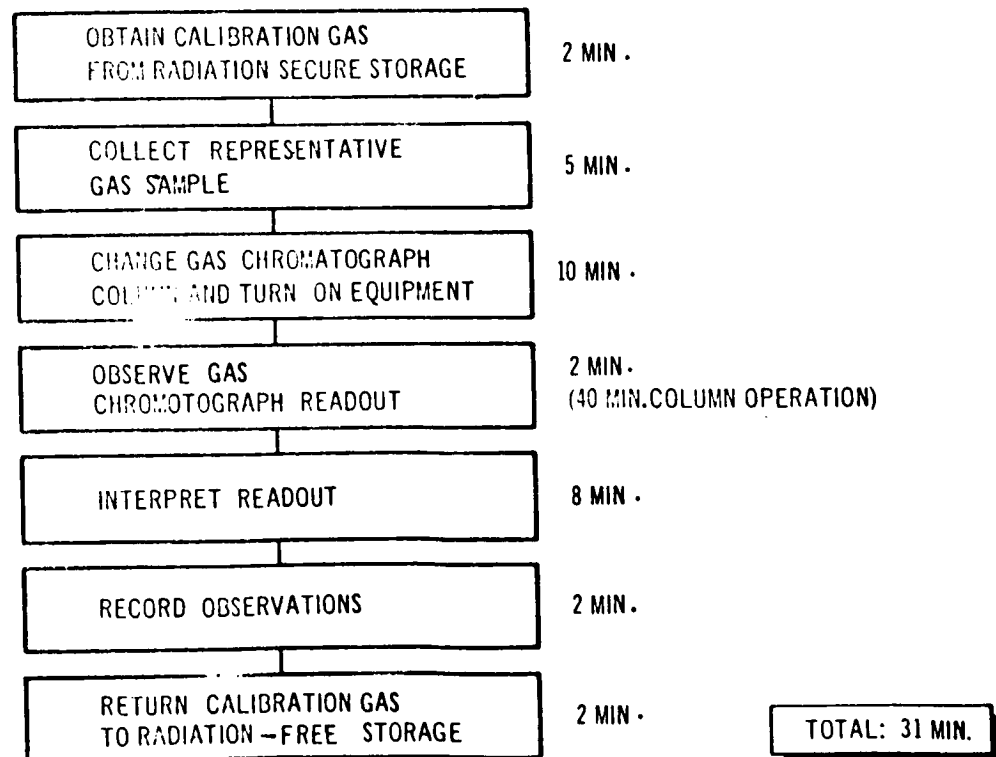 OBTAIN CALIBRATION GAS
FROM RADIATION SECURE STORAGE
2 MIN.
COLLECT REPRESENTATIVE
GAS SAMPLE
5 MIN.
CHANGE GAS CHROMATOGRAPH
COLUMN AND TURN ON EQUIPMENT
10 MIN.
OBSERVE GAS
CHROMOTOGRAPH READOUT
2 MIN.
(40 MIN. COLUMN OPERATION)
INTERPRET READOUT
8 MIN.
RECORD OBSERVATIONS
2 MIN.
RETURN CALIBRATION GAS
TO RADIATION-FREE STORAGE
2 MIN.
TOTAL: 31 MIN.